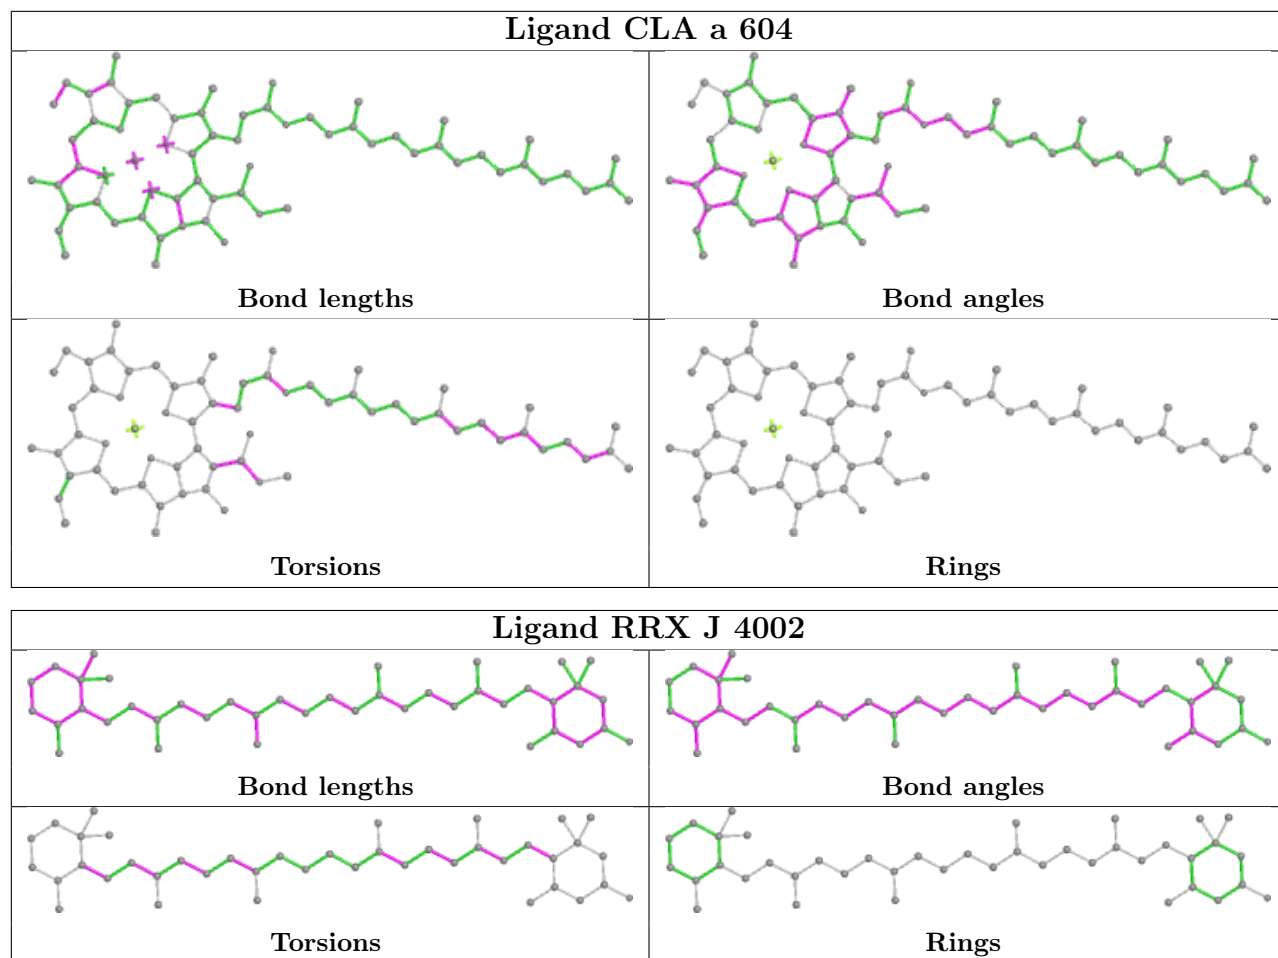 Ligand CLA a 604
Bond lengths
Bond angles
Torsions
Rings
Ligand RRX J 4002
Bond lengths
Bond angles
Torsions
Rings